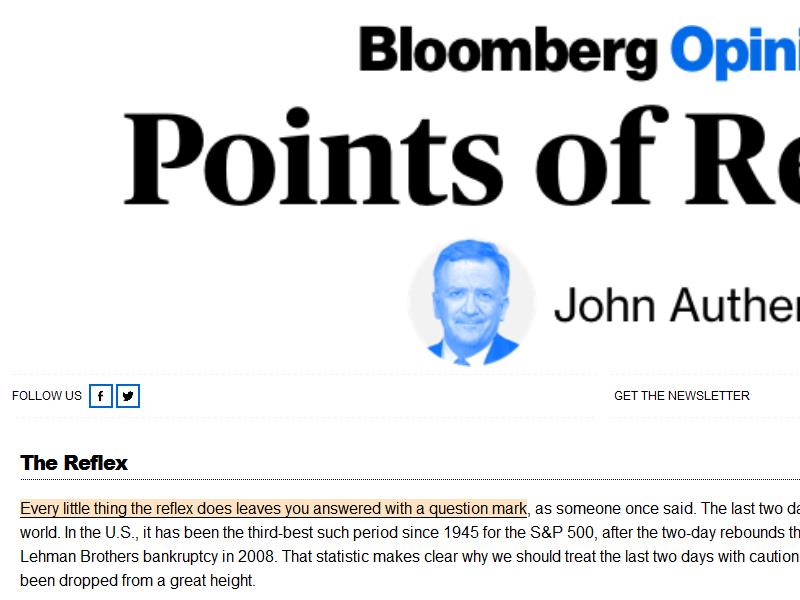 Bloomberg Opini
Points of Re
John Authe
FOLLOW US
GET THE NEWSLETTER
The Reflex
Every little thing the reflex does leaves you answered with a question mark, as someone once said. The last two da
world. In the U.S., it has been the third-best such period since 1945 for the S&P 500, after the two-day rebounds th
Lehman Brothers bankruptcy in 2008. That statistic makes clear why we should treat the last two days with caution
been dropped from a great height.